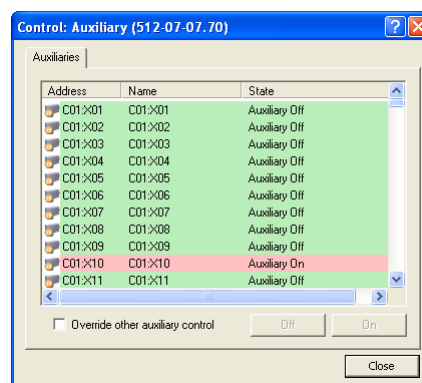 Control: Auxiliary (512-07-07.70)
Auxiliaries
Address Name State
C01:X01 C01:X01 Auxiliary Off
C01:X02 C01:X02 Auxiliary Off
C01:X03 C01:X03 Auxiliary Off
C01:X04 C01:X04 Auxiliary Off
C01:X05 C01:X05 Auxiliary Off
C01:X06 C01:X06 Auxiliary Off
C01:X07 C01:X07 Auxiliary Off
C01:X08 C01:X08 Auxiliary Off
C01:X09 C01:X09 Auxiliary Off
C01:X10 C01:X10 Auxiliary On
C01:X11 C01:X11 Auxiliary Off
Override other auxiliary control Off On
Close